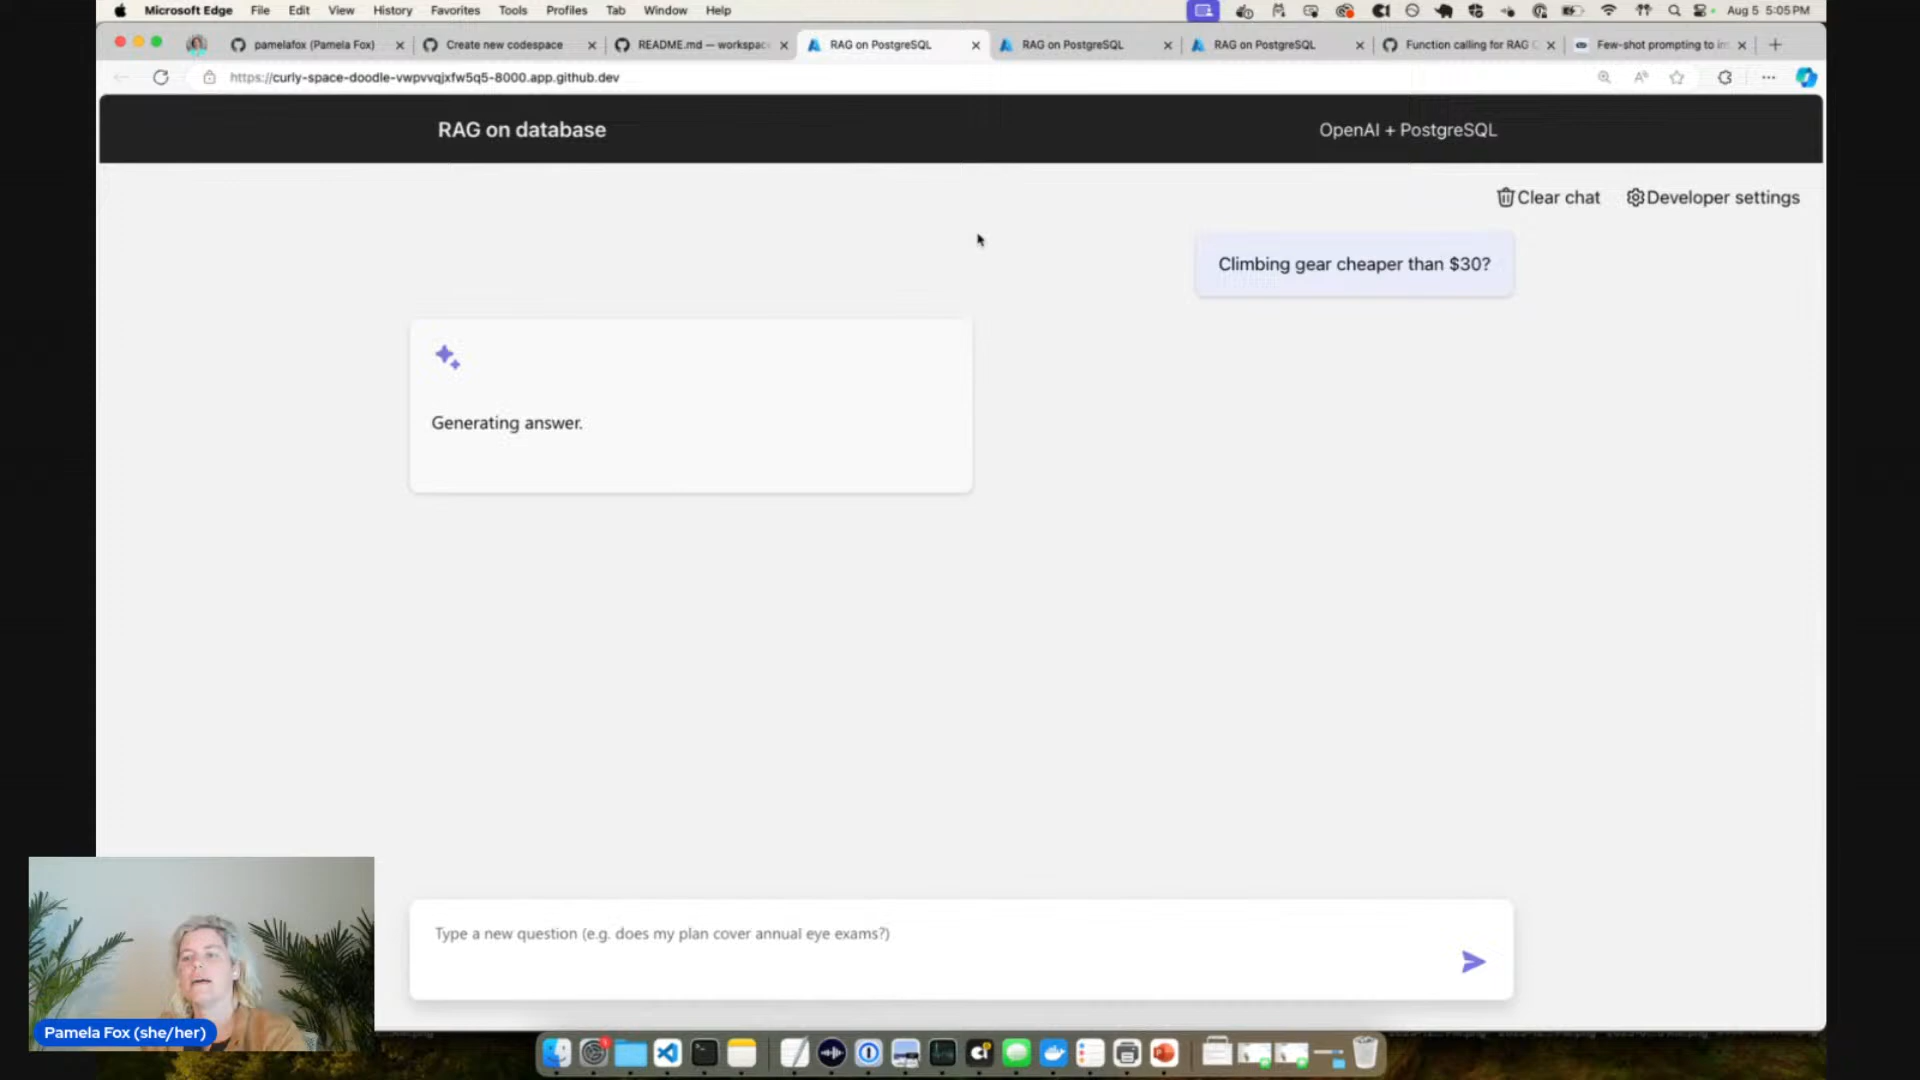 Microsoft Edge File Edit View History Favorites Tools Profiles Tab Window Help Aug 5 5:05 PM
pamelafox (Pamela Fox) Create new codespace README.md — workspac RAG on PostgreSQL RAG on PostgreSQL RAG on PostgreSQL Function calling for RAG Few-shot prompting to im
https://curly-space-doodle-vwpvvqjxfw5q5-8000.app.github.dev
RAG on database OpenAI + PostgreSQL
Clear chat Developer settings
Climbing gear cheaper than $30?
Generating answer.
Type a new question (e.g. does my plan cover annual eye exams?)
Pamela Fox (she/her)